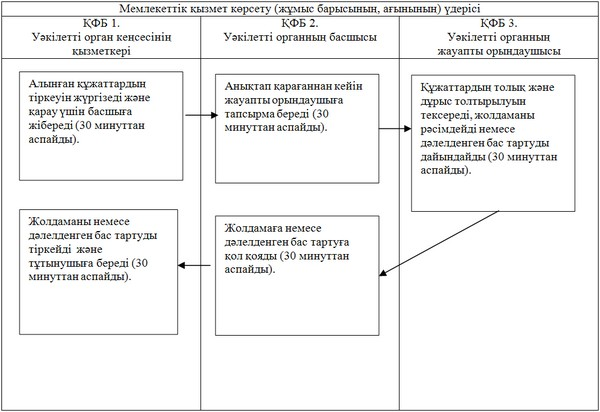 Мемлекеттік қызмет көрсету (жұмыс барысының, ағынының) үдерісі
ҚФБ 1.
Уәкілетті орган кеңсесінің
қызметкері
ҚФБ 2.
Уәкілетті органның басшысы
ҚФБ 3.
Уәкілетті органның
жауапты орындаушысы
Алынған құжаттардың
тіркеуін жүргізеді және
қарау үшін басшыға
жібереді (30 минуттан
аспайды).
Анықтап қарағаннан кейін
жауапты орындаушыға
тапсырма береді (30
минуттан аспайды).
Құжаттардың толық және
дұрыс толтырылуын
тексереді, жолдаманы
рәсімдейді немесе
дәлелденген бас тартуды
дайындайды (30 минуттан
аспайды).
Жолдаманы немесе
дәлелденген бас тартуды
тіркейді және
тұтынушыға береді (30
минуттан аспайды).
Жолдамаға немесе
дәлелденген бас тартуға
қол қояды (30 минуттан
аспайды).